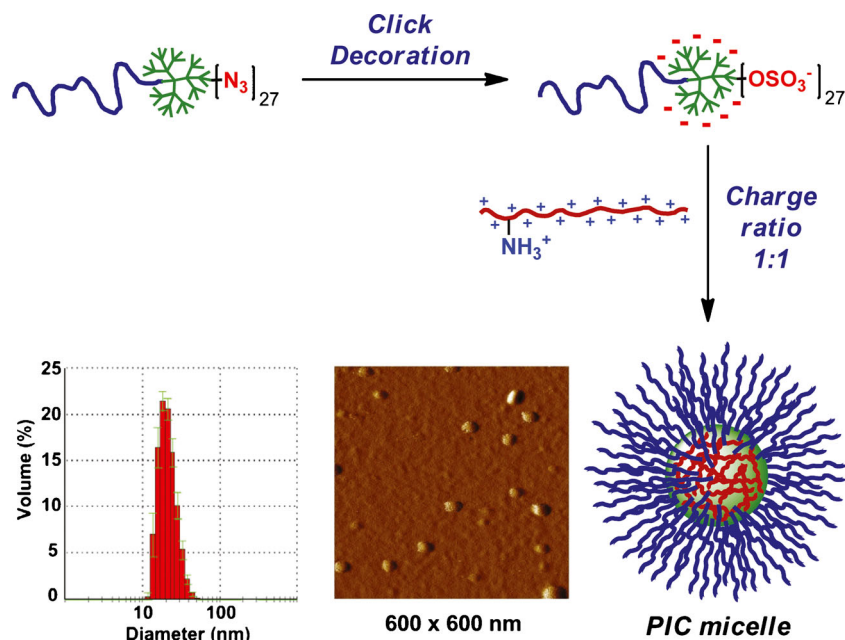 Click
Decoration
[N3]27
[OSO3-]27
+ + + + + + + +
+ + + + + + + +
NH3+
Charge
ratio
1:1
25
20
15
10
5
0
Volume (%)
10 100
Diameter (nm)
600 x 600 nm
PIC micelle